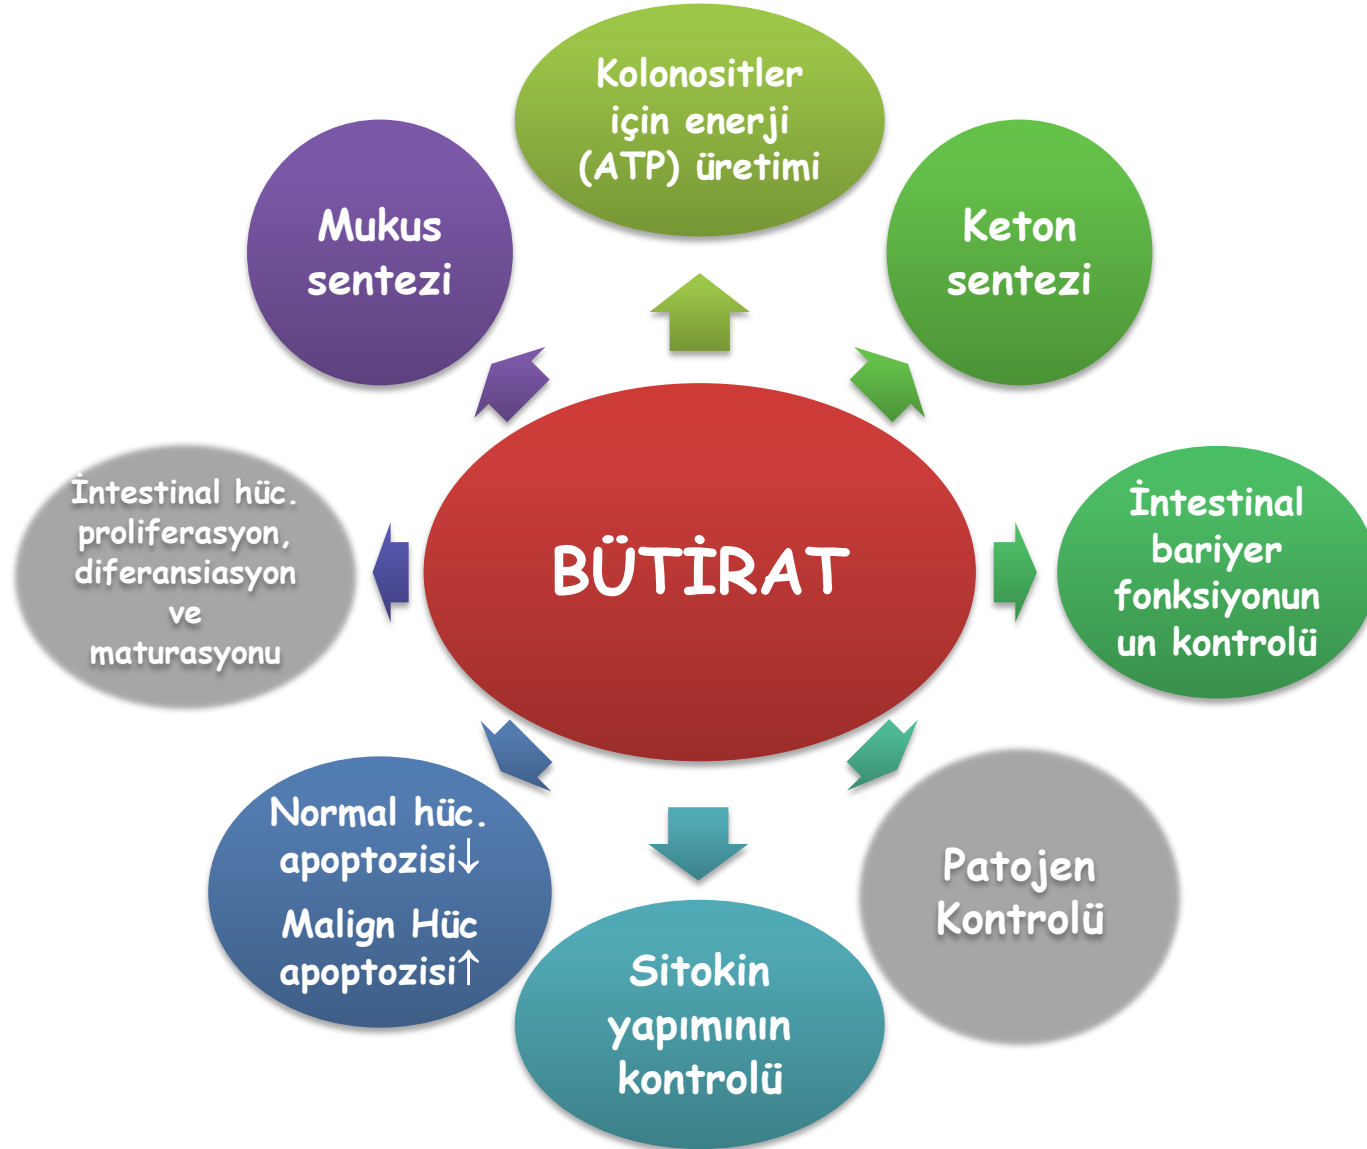 Kolonositler
için enerji
(ATP) üretimi
Mukus
sentezi
Keton
sentezi
İntestinal hüc.
proliferasyon,
diferansiasyon
ve
maturasyonu
BÜTİRAT
İntestinal
bariyer
fonksiyonun
un kontrolü
Normal hüc.
apoptozisi↓
Malign Hüc
apoptozisi↑
Patojen
Kontrolü
Sitokin
yapımının
kontrolü